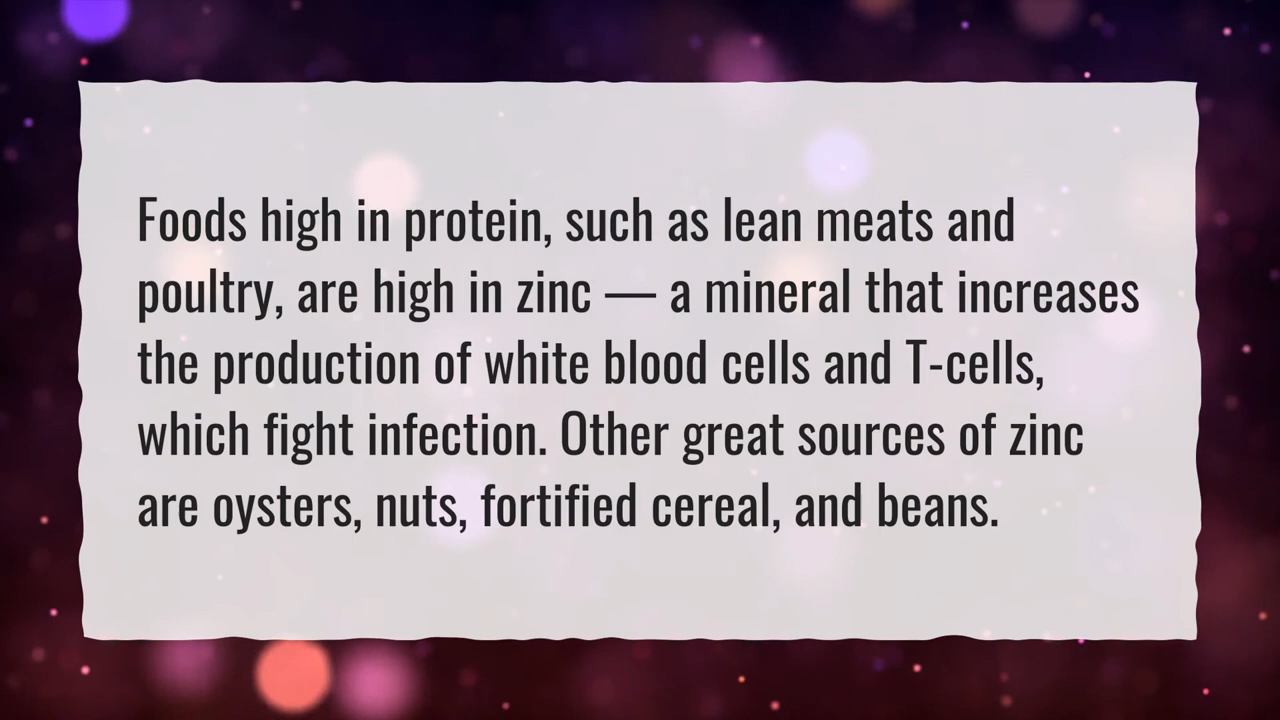 Foods high in protein, such as lean meats and
poultry, are high in zinc — a mineral that increases
the production of white blood cells and T-cells,
which fight infection. Other great sources of zinc
are oysters, nuts, fortified cereal, and beans.